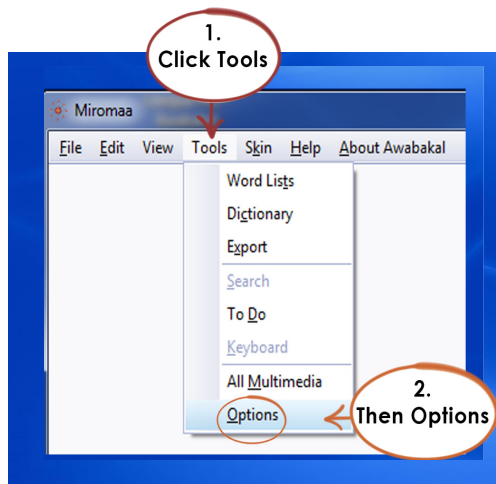 1.
Click Tools
Miromaa
File Edit View Tools Skin Help About Awabakal
Word Lists
Dictionary
Export
Search
To Do
Keyboard
All Multimedia
Options
2.
Then Options